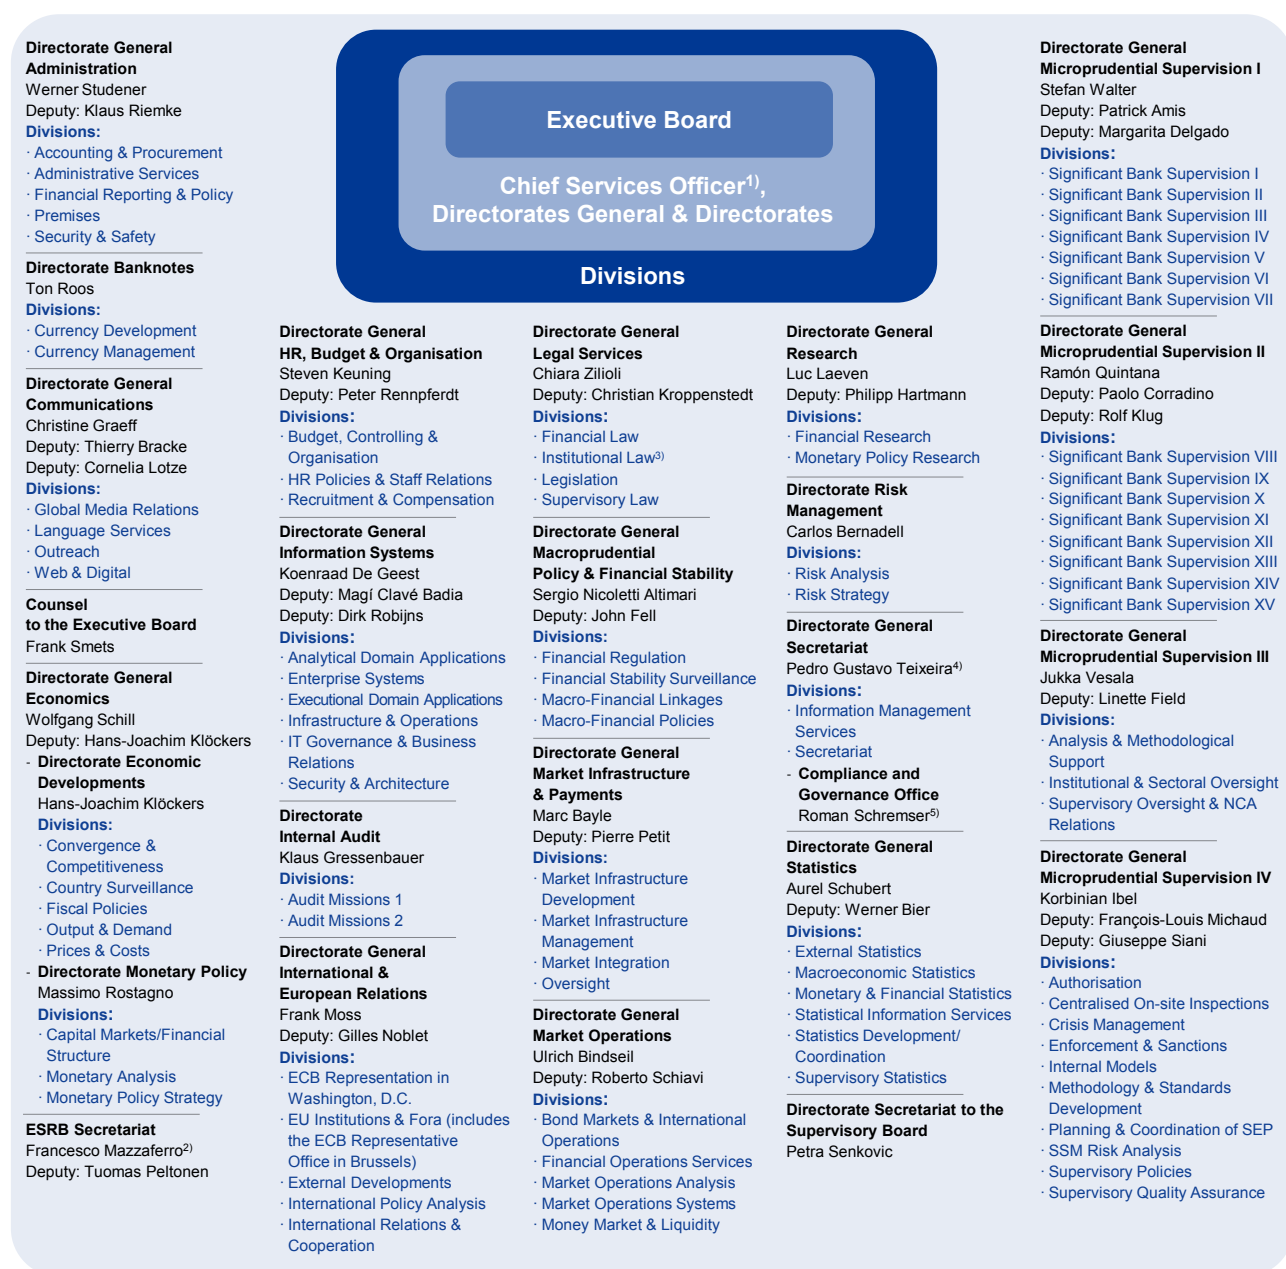 Directorate General
Administration
Werner Studener
Deputy: Klaus Riemke
Divisions:
· Accounting & Procurement
· Administrative Services
· Financial Reporting & Policy
· Premises
· Security & Safety
Directorate Banknotes
Ton Roos
Divisions:
· Currency Development
· Currency Management
Directorate General
Communications
Christine Graeff
Deputy: Thierry Bracke
Deputy: Cornelia Lotze
Divisions:
· Global Media Relations
· Language Services
· Outreach
· Web & Digital
Counsel
to the Executive Board
Frank Smets
Directorate General
Economics
Wolfgang Schill
Deputy: Hans-Joachim Klöckers
- Directorate Economic
Developments
Hans-Joachim Klöckers
Divisions:
· Convergence &
Competitiveness
· Country Surveillance
· Fiscal Policies
· Output & Demand
· Prices & Costs
- Directorate Monetary Policy
Massimo Rostagno
Divisions:
· Capital Markets/Financial
Structure
· Monetary Analysis
· Monetary Policy Strategy
ESRB Secretariat
Francesco Mazzaferro2)
Deputy: Tuomas Peltonen
Executive Board
Chief Services Officer1),
Directorates General & Directorates
Divisions
Directorate General
HR, Budget & Organisation
Steven Keuning
Deputy: Peter Rennpferdt
Divisions:
· Budget, Controlling &
Organisation
· HR Policies & Staff Relations
· Recruitment & Compensation
Directorate General
Information Systems
Koenraad De Geest
Deputy: Magí Clavé Badia
Deputy: Dirk Robijns
Divisions:
· Analytical Domain Applications
· Enterprise Systems
· Executional Domain Applications
· Infrastructure & Operations
· IT Governance & Business
Relations
· Security & Architecture
Directorate
Internal Audit
Klaus Gressenbauer
Divisions:
· Audit Missions 1
· Audit Missions 2
Directorate General
International &
European Relations
Frank Moss
Deputy: Gilles Noblet
Divisions:
· ECB Representation in
Washington, D.C.
· EU Institutions & Fora (includes
the ECB Representative
Office in Brussels)
· External Developments
· International Policy Analysis
· International Relations &
Cooperation
Directorate General
Legal Services
Chiara Zilioli
Deputy: Christian Kroppenstedt
Divisions:
· Financial Law
· Institutional Law3)
· Legislation
· Supervisory Law
Directorate General
Macroprudential
Policy & Financial Stability
Sergio Nicoletti Altimari
Deputy: John Fell
Divisions:
· Financial Regulation
· Financial Stability Surveillance
· Macro-Financial Linkages
· Macro-Financial Policies
Directorate General
Market Infrastructure
& Payments
Marc Bayle
Deputy: Pierre Petit
Divisions:
· Market Infrastructure
Development
· Market Infrastructure
Management
· Market Integration
· Oversight
Directorate General
Market Operations
Ulrich Bindseil
Deputy: Roberto Schiavi
Divisions:
· Bond Markets & International
Operations
· Financial Operations Services
· Market Operations Analysis
· Market Operations Systems
· Money Market & Liquidity
Directorate General
Research
Luc Laeven
Deputy: Philipp Hartmann
Divisions:
· Financial Research
· Monetary Policy Research
Directorate Risk
Management
Carlos Bernadell
Divisions:
· Risk Analysis
· Risk Strategy
Directorate General
Secretariat
Pedro Gustavo Teixeira4)
Divisions:
· Information Management
Services
· Secretariat
- Compliance and
Governance Office
Roman Schremser5)
Directorate General
Statistics
Aurel Schubert
Deputy: Werner Bier
Divisions:
· External Statistics
· Macroeconomic Statistics
· Monetary & Financial Statistics
· Statistical Information Services
· Statistics Development/
Coordination
· Supervisory Statistics
Directorate Secretariat to the
Supervisory Board
Petra Senkovic
Directorate General
Microprudential Supervision I
Stefan Walter
Deputy: Patrick Amis
Deputy: Margarita Delgado
Divisions:
· Significant Bank Supervision I
· Significant Bank Supervision II
· Significant Bank Supervision III
· Significant Bank Supervision IV
· Significant Bank Supervision V
· Significant Bank Supervision VI
· Significant Bank Supervision VII
Directorate General
Microprudential Supervision II
Ramón Quintana
Deputy: Paolo Corradino
Deputy: Rolf Klug
Divisions:
· Significant Bank Supervision VIII
· Significant Bank Supervision IX
· Significant Bank Supervision X
· Significant Bank Supervision XI
· Significant Bank Supervision XII
· Significant Bank Supervision XIII
· Significant Bank Supervision XIV
· Significant Bank Supervision XV
Directorate General
Microprudential Supervision III
Jukka Vesala
Deputy: Linette Field
Divisions:
· Analysis & Methodological
Support
· Institutional & Sectoral Oversight
· Supervisory Oversight & NCA
Relations
Directorate General
Microprudential Supervision IV
Korbinian Ibel
Deputy: François-Louis Michaud
Deputy: Giuseppe Siani
Divisions:
· Authorisation
· Centralised On-site Inspections
· Crisis Management
· Enforcement & Sanctions
· Internal Models
· Methodology & Standards
Development
· Planning & Coordination of SEP
· SSM Risk Analysis
· Supervisory Policies
· Supervisory Quality Assurance